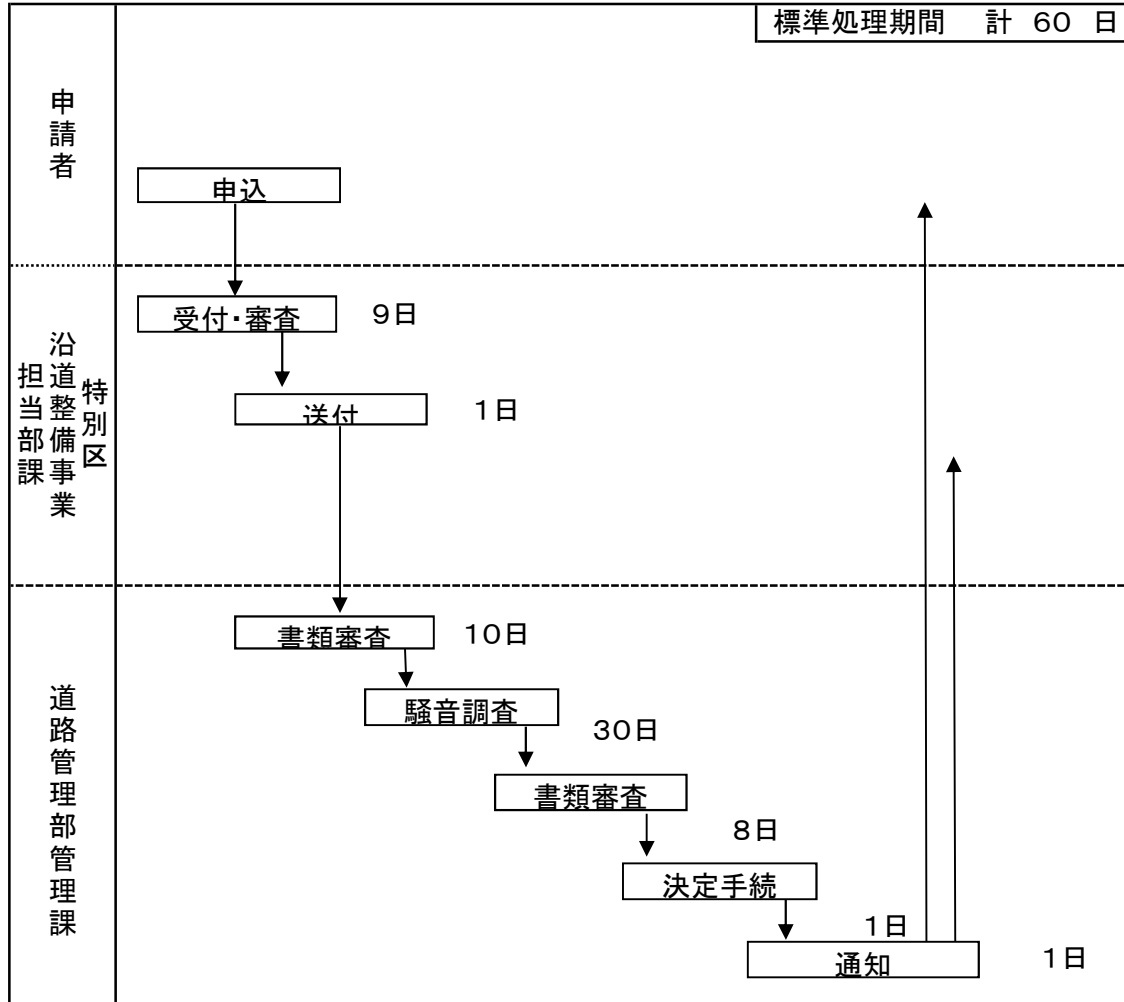 標準処理期間 計 60 日
申請者
申込
特別区
沿道整備事業
担当部課
受付・審査 9日
送付 1日
道路管理部管理課
書類審査 10日
騒音調査
30日
書類審査
8日
決定手続
1日
通知 1日